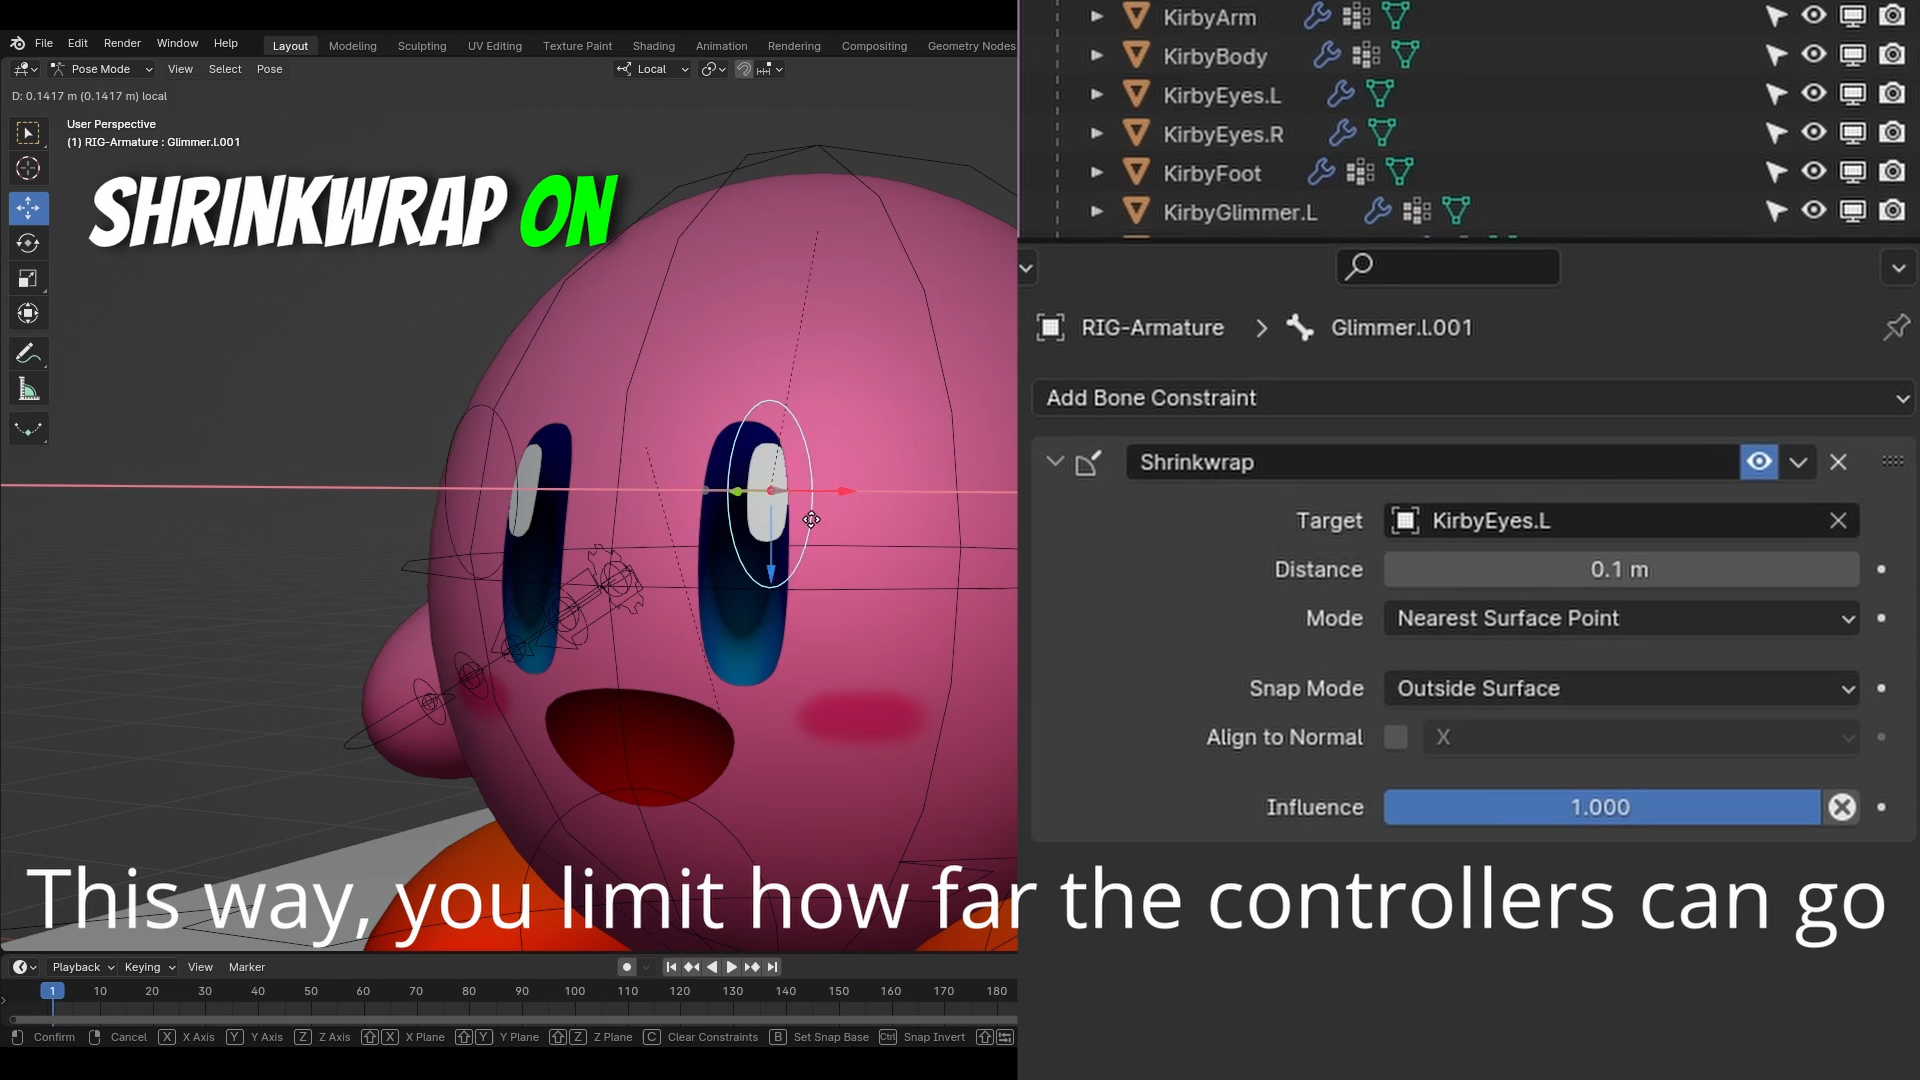 File Edit Render Window Help Layout Modeling Sculpting UV Editing Texture Paint Shading Animation Rendering Compositing Geometry Nodes
Pose Mode View Select Pose Local
D: 0.1417 m (0.1417 m) local
User Perspective
(1) RIG-Armature : Glimmer.l.001
SHRINKWRAP ON
KirbyArm
KirbyBody
KirbyEyes.L
KirbyEyes.R
KirbyFoot
KirbyGlimmer.L
RIG-Armature > Glimmer.l.001
Add Bone Constraint
Shrinkwrap
Target KirbyEyes.L
Distance 0.1 m
Mode Nearest Surface Point
Snap Mode Outside Surface
Align to Normal X
Influence 1.000
This way, you limit how far the controllers can go
Playback Keying View Marker
1 10 20 30 40 50 60 70 80 90 100 110 120 130 140 150 160 170 180
Confirm Cancel X X Axis Y Y Axis Z Z Axis X X Plane Y Y Plane Z Z Plane C Clear Constraints B Set Snap Base Ctrl Snap Invert